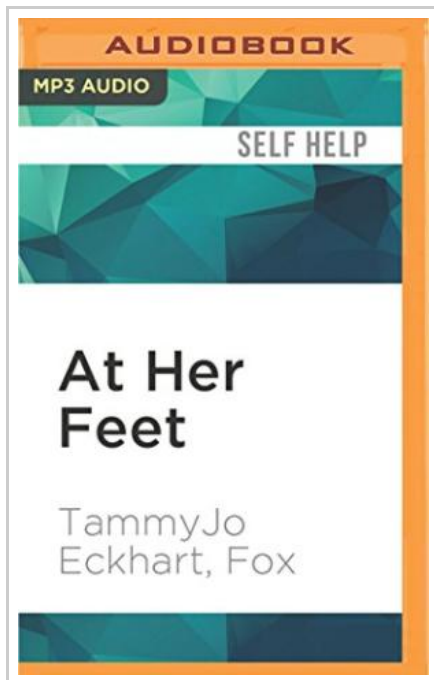 AUDIOBOOK
MP3 AUDIO
SELF HELP
At Her
Feet
TammyJo
Eckhart, Fox